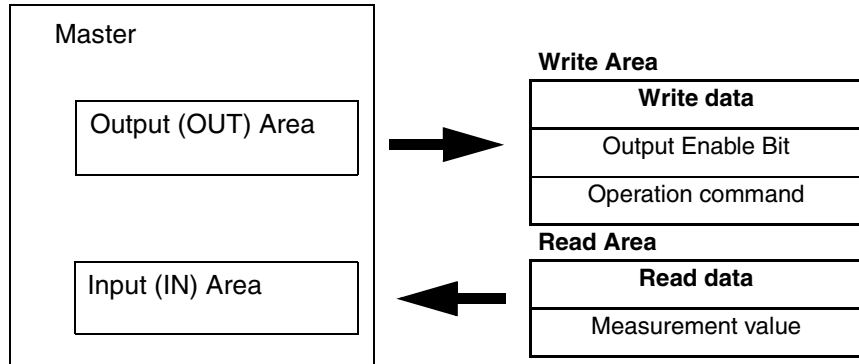 Master
Output (OUT) Area
Input (IN) Area
Write Area
Write data
Output Enable Bit
Operation command
Read Area
Read data
Measurement value